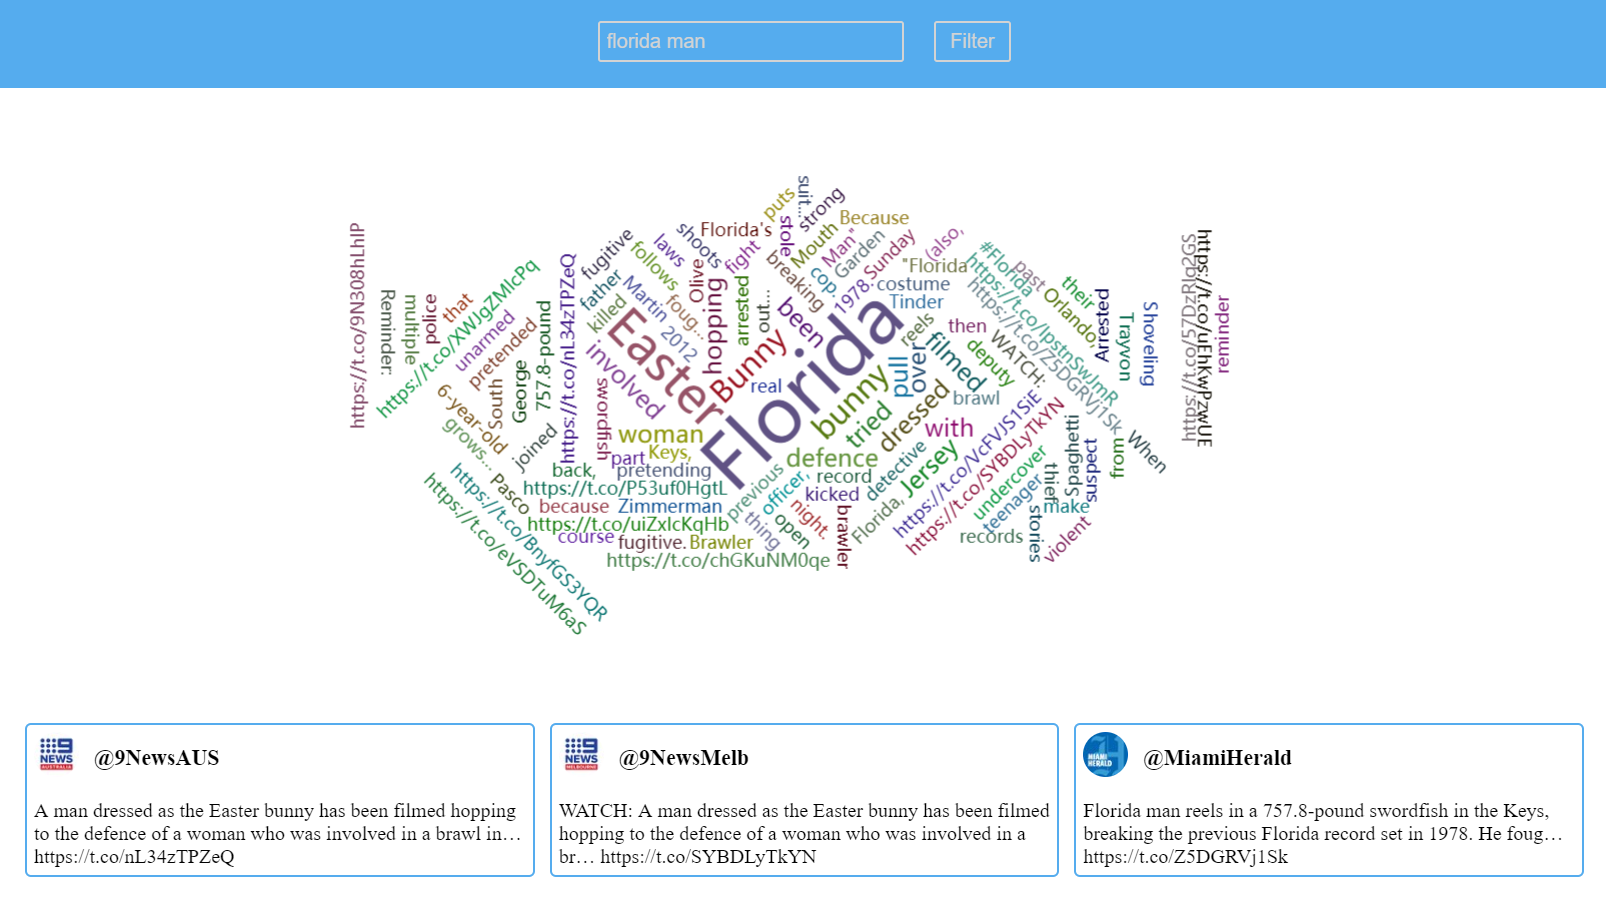 florida man
Filter
suit...
puts
strong
Because
stole
Florida's
shoots
Mouth
Man"
Garden
Sunday
(also,
fugitive
laws
fight
breaking
cop.
"Florida
#Florida
past
https://t.co/9N308hLhIP
follows
Olive
1978.
costume
their
https://t.co/IpstnSwJmR
https://t.co/57DzRlq2GS
https://t.co/uEhKwPzwUE
father
Martin
hopping
arrested
out...
been
Tinder
Orlando,
Arrested
Reminder:
multiple
police
that
https://t.co/XWJgZMlcPq
killed
foug...
2012
Florida
reels
then
https://t.co/Z5DGRVj1Sk
Trayvon
Shoveling
reminder
unarmed
757.8-pound
https://t.co/nL34zTPZeQ
Easter
Bunny
over
filmed
WATCH:
pretended
George
involved
real
pull
deputy
South
swordfish
bunny
dressed
brawl
6-year-old
woman
tried
with
https://t.co/VcFVJS1SiE
https://t.co/SYBDLyTkYN
grows...
joined
part
Keys,
defence
Jersey
Spaghetti
suspect
from
When
back,
pretending
record
detective
undercover
thief
https://t.co/P53uf0HgtL
previous
officer,
kicked
teenager
Pasco
because
Zimmerman
night.
Florida,
make
https://t.co/BnyfGS3YQR
https://t.co/uiZxlcKqHb
thing
open
brawler
stories
violent
course
fugitive.
Brawler
records
https://t.co/eVSDTuM6aS
https://t.co/chGKuNM0qe
9
NEWS
AUSTRALIA
@9NewsAUS
A man dressed as the Easter bunny has been filmed hopping
to the defence of a woman who was involved in a brawl in…
https://t.co/nL34zTPZeQ
9
NEWS
MELBOURNE
@9NewsMelb
WATCH: A man dressed as the Easter bunny has been filmed
hopping to the defence of a woman who was involved in a
br… https://t.co/SYBDLyTkYN
MIAMI
HERALD
@MiamiHerald
Florida man reels in a 757.8-pound swordfish in the Keys,
breaking the previous Florida record set in 1978. He foug…
https://t.co/Z5DGRVj1Sk